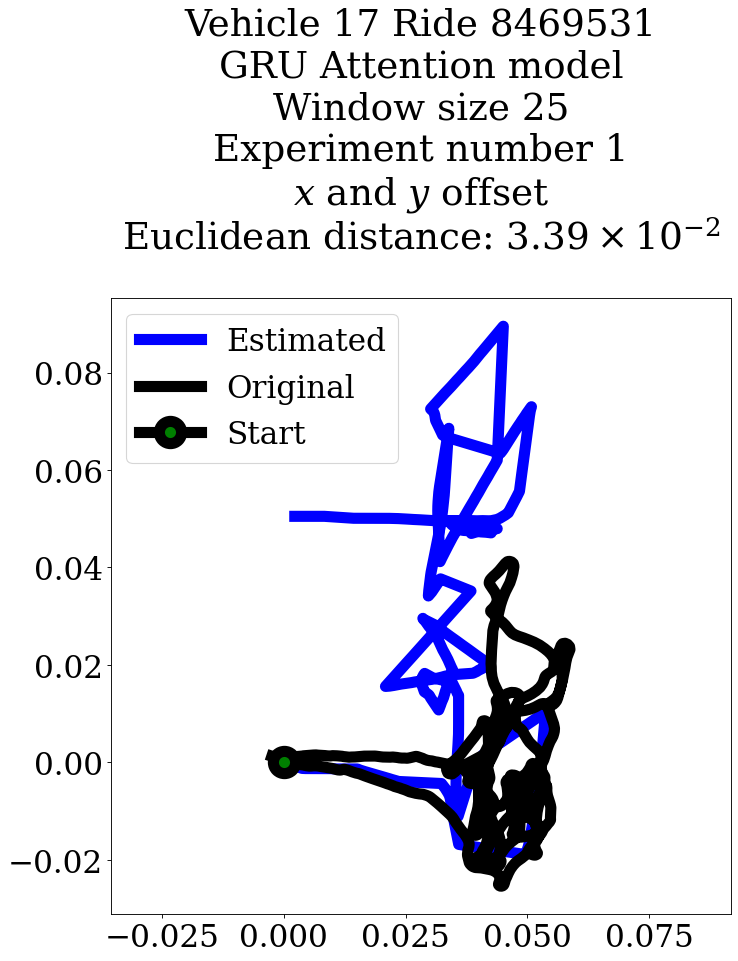 Vehicle 17 Ride 8469531
GRU Attention model
Window size 25
Experiment number 1
x and y offset
Euclidean distance: 3.39 × 10⁻²
Estimated
Original
Start
0.08
0.06
0.04
0.02
0.00
−0.02
−0.025 0.000 0.025 0.050 0.075